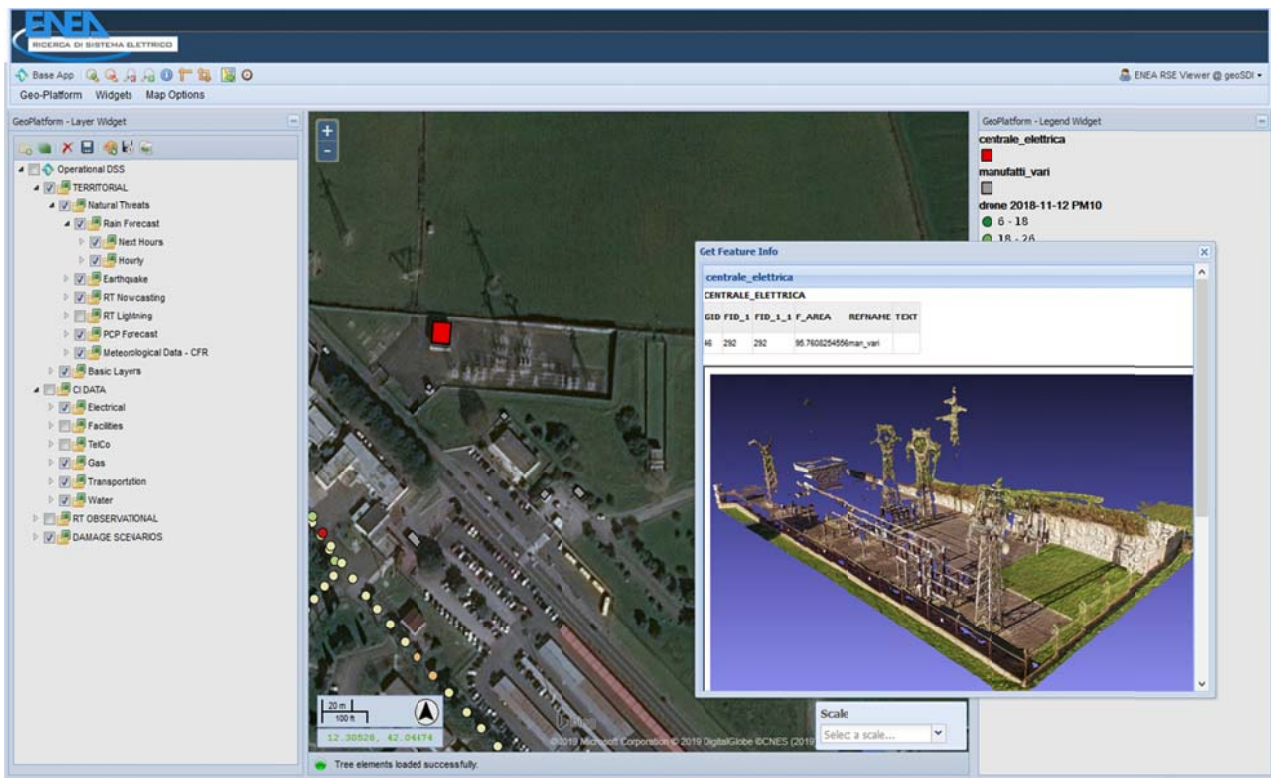 ENEA
RICERCA DI SISTEMA ELETTRICO
Base App
ENEA RSE Viewer @ geoSDI
Geo-Platform Widgets Map Options
GeoPlatform - Layer Widget
Operational DSS
TERRITORIAL
Natural Threats
Rain Forecast
Next Hours
Hourly
Earthquake
RT Nowcasting
RT Lightning
PCP Forecast
Meteorological Data - CFR
Basic Layers
CI DATA
Electrical
Facilities
TelCo
Gas
Transportation
Water
RT OBSERVATIONAL
DAMAGE SCENARIOS
+
-
20 m
100 ft
12.30528, 42.04174
©2019 Microsoft Corporation © 2019 DigitalGlobe ©CNES (2019
Scale
Select a scale...
Tree elements loaded successfully.
GeoPlatform - Legend Widget
centrale_elettrica
manufatti_vari
drone 2018-11-12 PM10
6 - 18
18 - 26
Get Feature Info
centrale_elettrica
CENTRALE_ELETTRICA
GID FID_1 FID_1_1 F_AREA REFNAME TEXT
292 292 man_vari